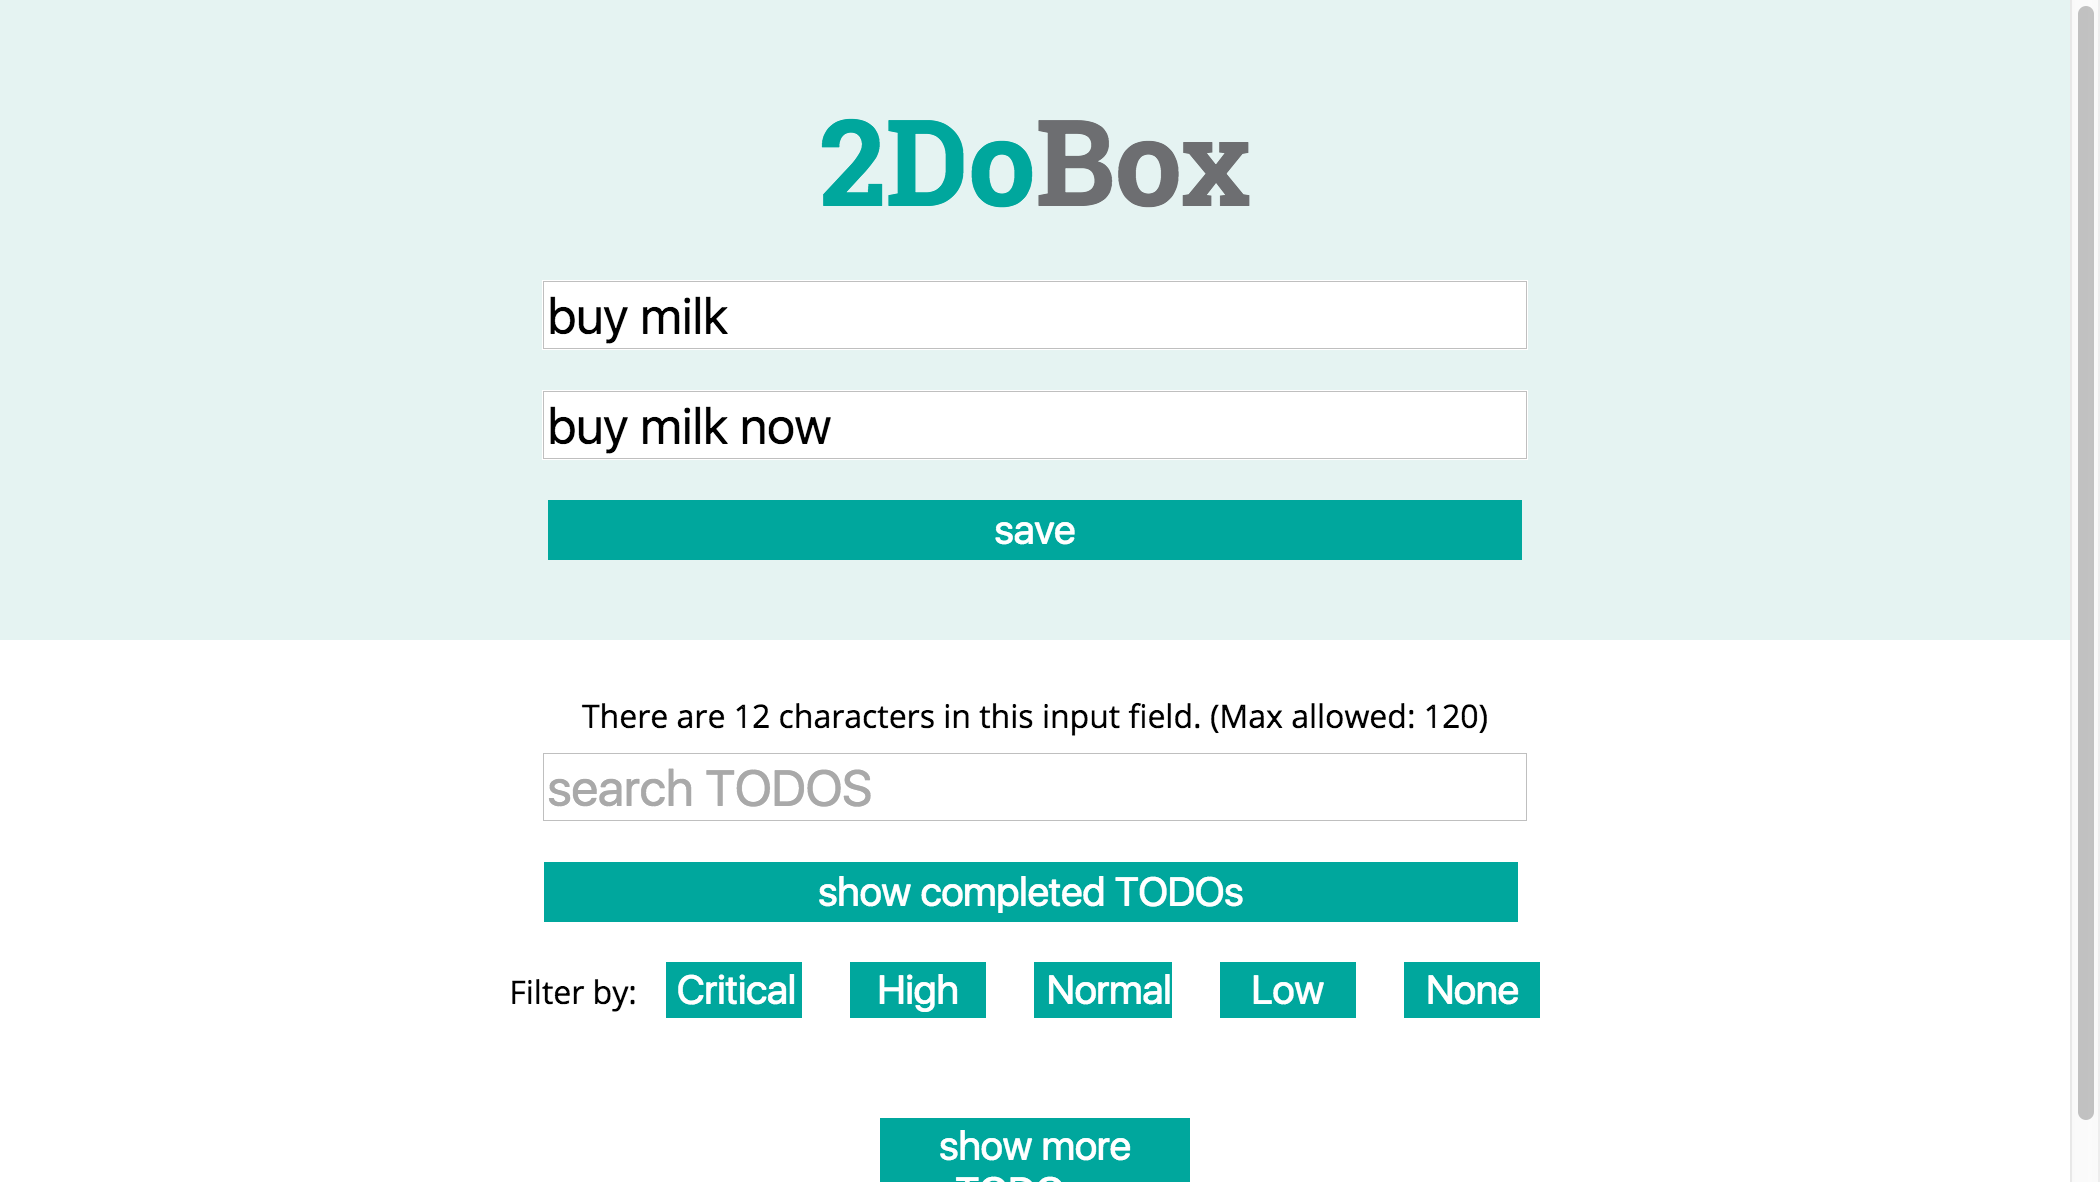 2DoBox
buy milk
buy milk now
save
There are 12 characters in this input field. (Max allowed: 120)
search TODOS
show completed TODOs
Filter by: Critical High Normal Low None
show more